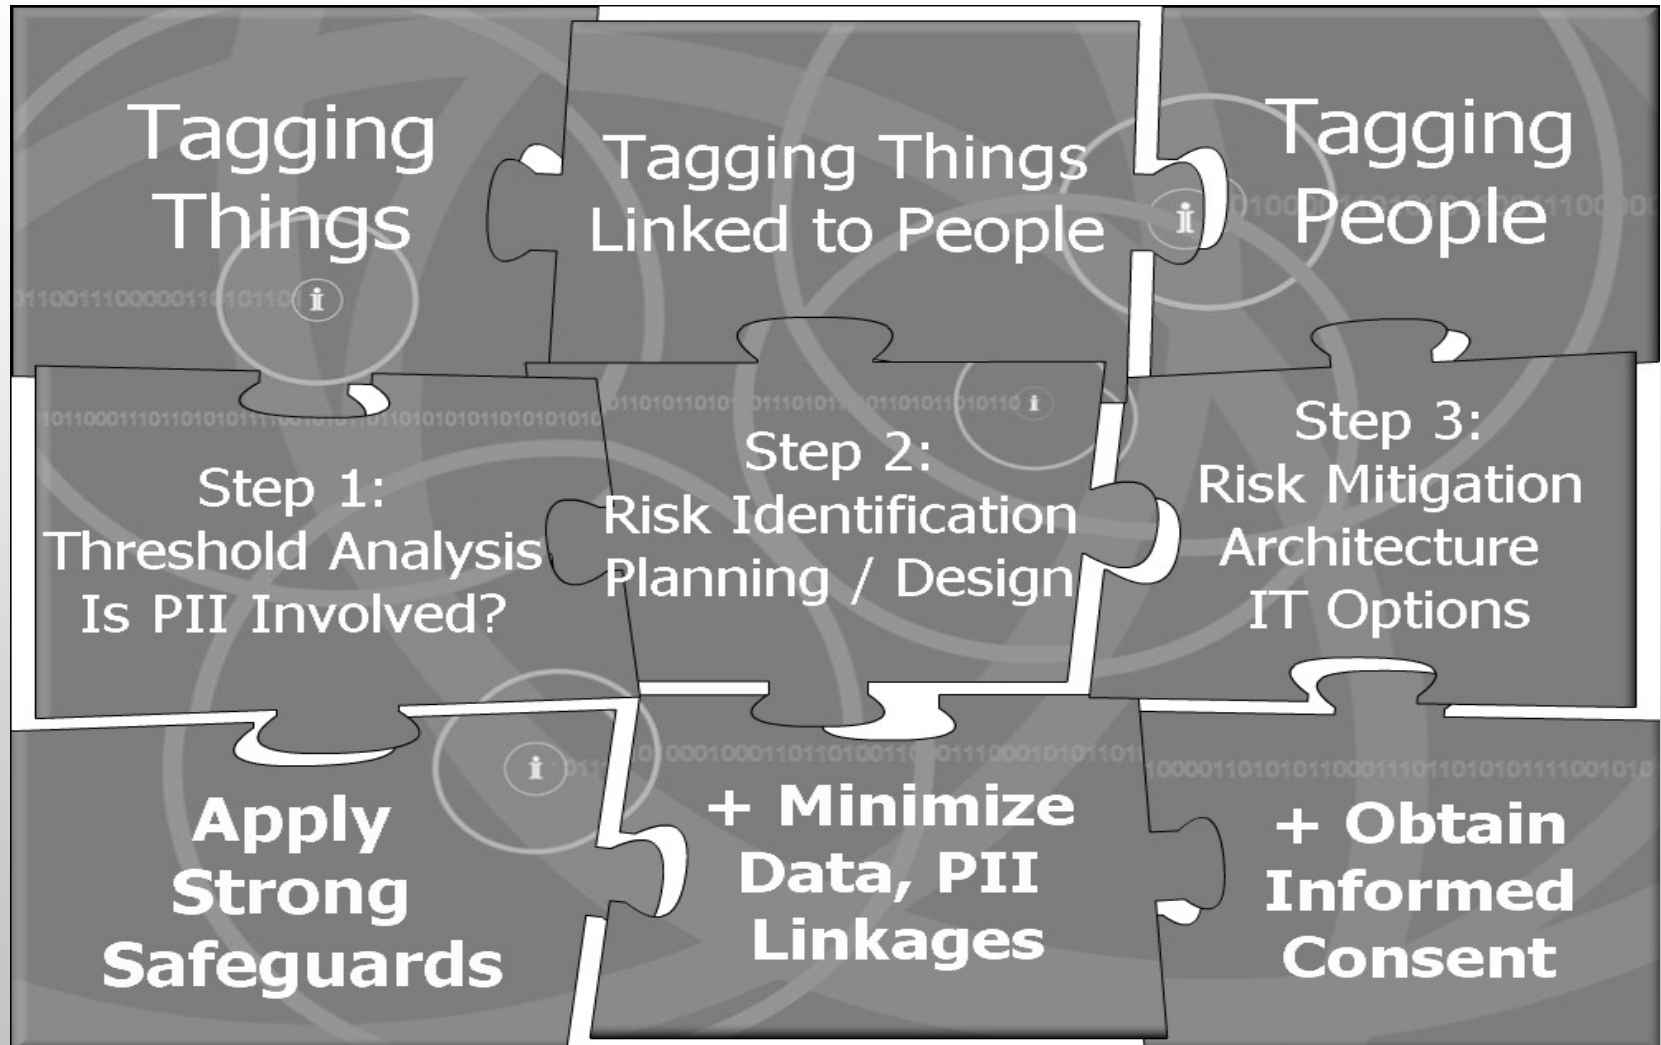 Tagging
Things
Tagging Things
Linked to People
Tagging
People
Step 1:
Threshold Analysis
Is PII Involved?
Step 2:
Risk Identification
Planning / Design
Step 3:
Risk Mitigation
Architecture
IT Options
Apply
Strong
Safeguards
+ Minimize
Data, PII
Linkages
+ Obtain
Informed
Consent